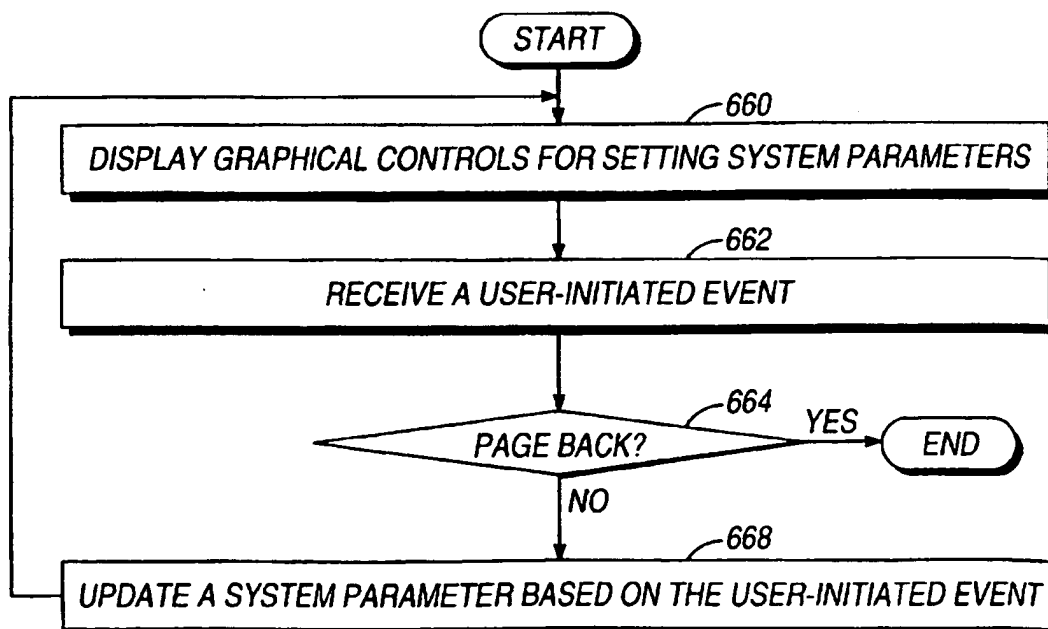 START
660
DISPLAY GRAPHICAL CONTROLS FOR SETTING SYSTEM PARAMETERS
662
RECEIVE A USER-INITIATED EVENT
664
PAGE BACK?
YES
END
NO
668
UPDATE A SYSTEM PARAMETER BASED ON THE USER-INITIATED EVENT